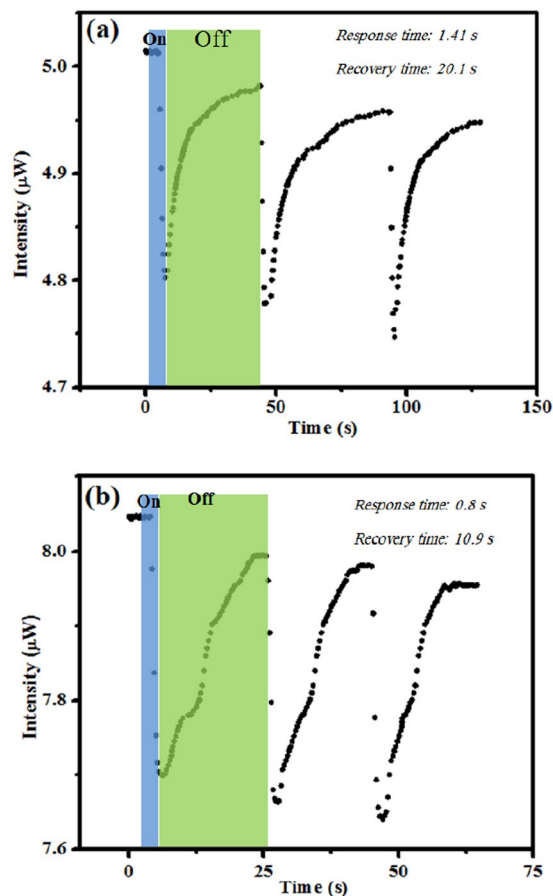 (a)
On
Off
Response time: 1.41 s
Recovery time: 20.1 s
5.0
4.9
4.8
4.7
Intensity (µW)
0
50
100
150
Time (s)
(b)
On
Off
Response time: 0.8 s
Recovery time: 10.9 s
8.0
7.8
7.6
Intensity (µW)
0
25
50
75
Time (s)